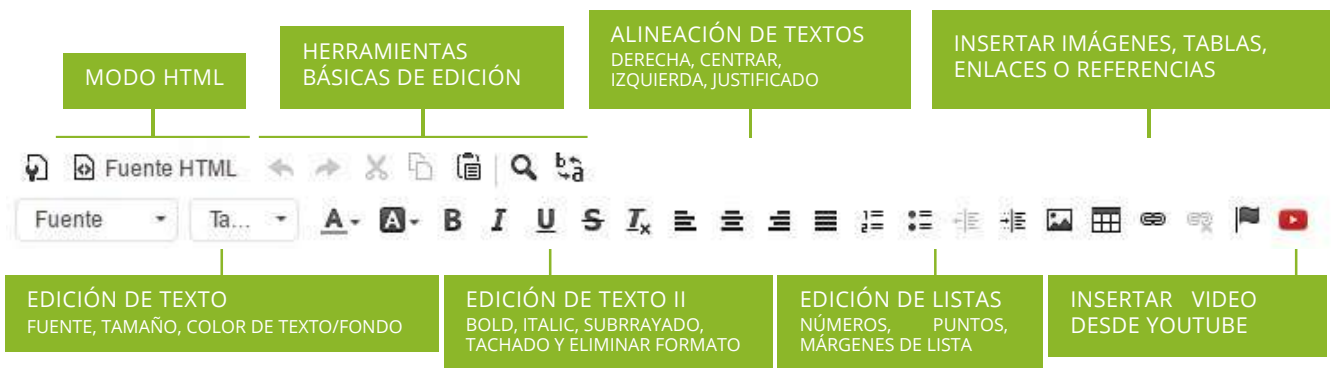 MODO HTML
HERRAMIENTAS
BÁSICAS DE EDICIÓN
ALINEACIÓN DE TEXTOS
DERECHA, CENTRAR,
IZQUIERDA, JUSTIFICADO
INSERTAR IMÁGENES, TABLAS,
ENLACES O REFERENCIAS
Fuente HTML
Fuente
Ta...
EDICIÓN DE TEXTO
FUENTE, TAMAÑO, COLOR DE TEXTO/FONDO
EDICIÓN DE TEXTO II
BOLD, ITALIC, SUBRRAYADO,
TACHADO Y ELIMINAR FORMATO
EDICIÓN DE LISTAS
NÚMEROS, PUNTOS,
MÁRGENES DE LISTA
INSERTAR VIDEO
DESDE YOUTUBE